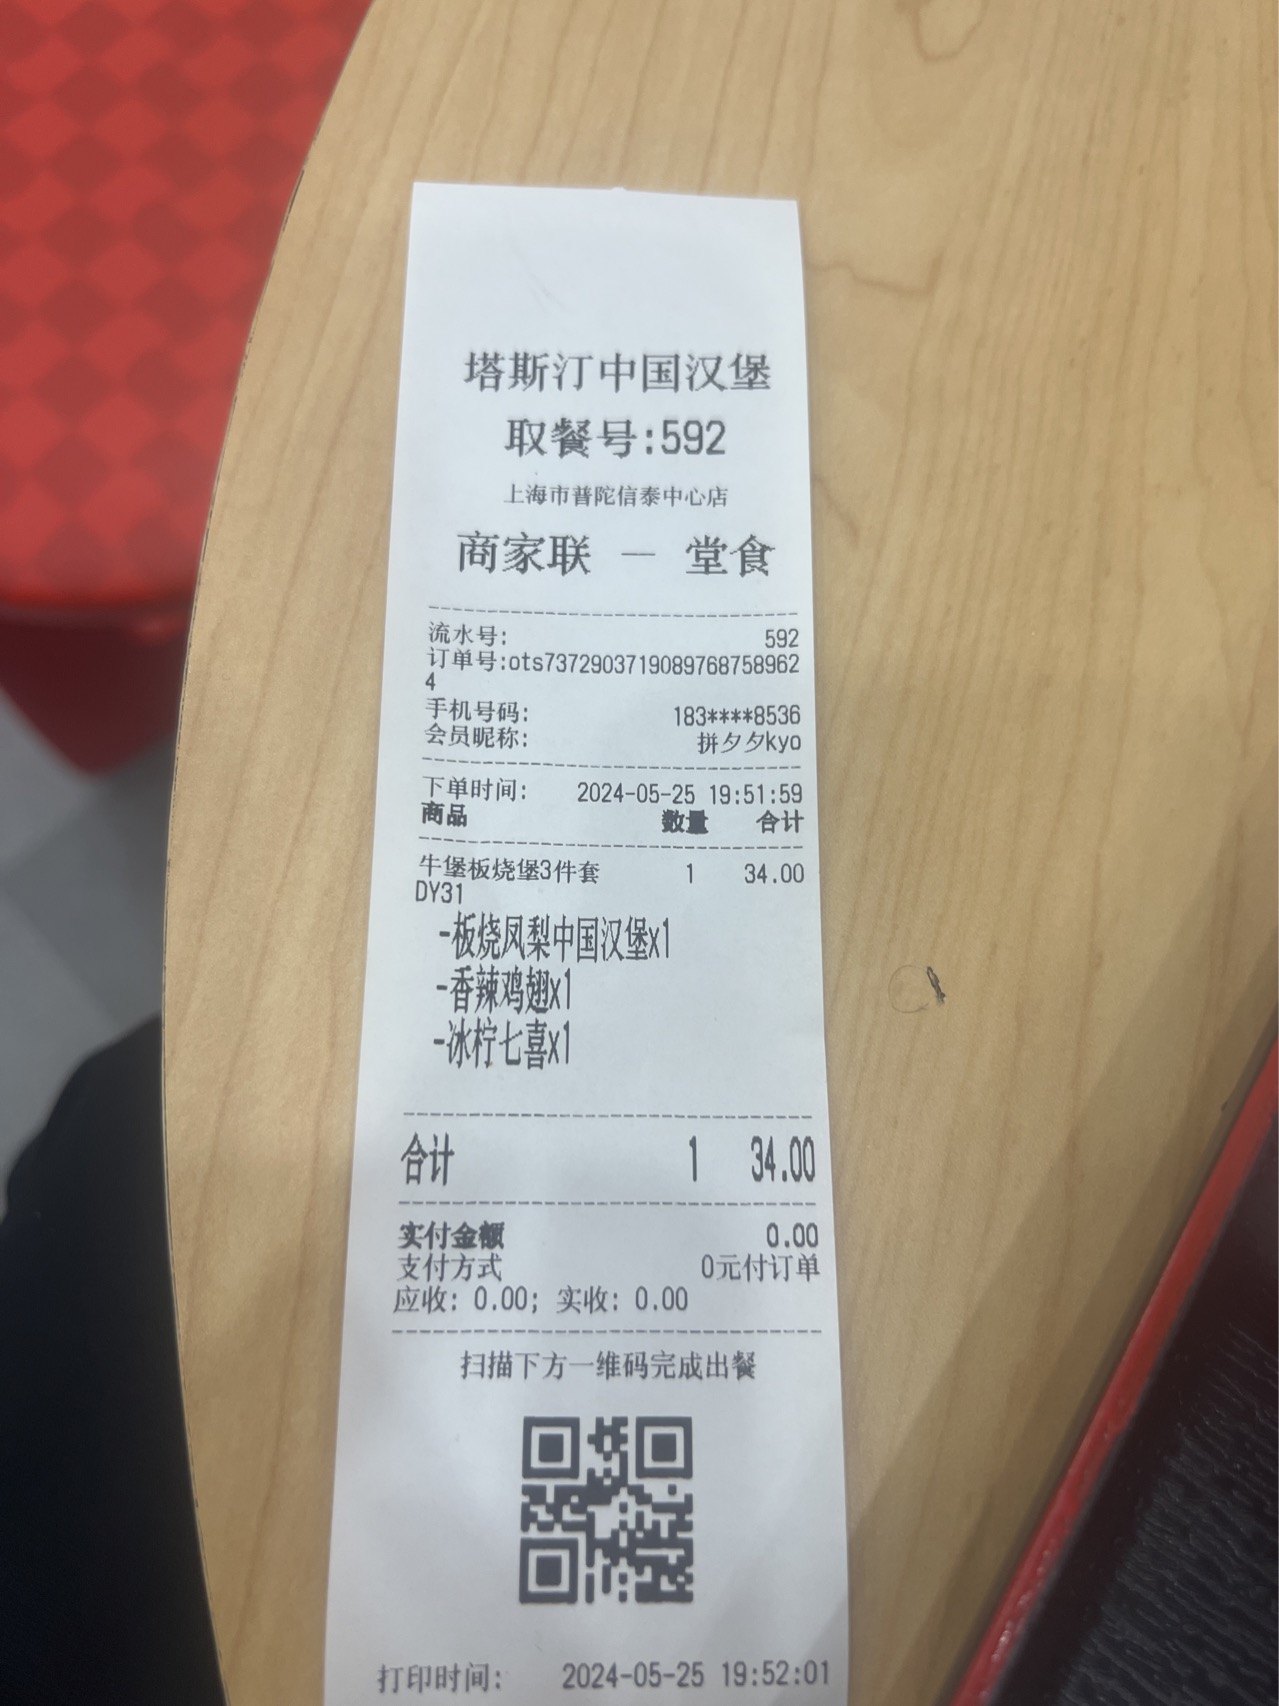 塔斯汀中国汉堡
取餐号:592
上海市普陀信泰中心店
商家联 — 堂食
流水号: 592
订单号:ots7372903719089768758962
4
手机号码: 183****8536
会员昵称: 拼夕夕kyo
下单时间: 2024-05-25 19:51:59
商品 数量 合计
牛堡板烧堡3件套 1 34.00
DY31
-板烧凤梨中国汉堡x1
-香辣鸡翅x1
-冰柠七喜x1
合计 1 34.00
实付金额 0.00
支付方式 0元付订单
应收: 0.00; 实收: 0.00
扫描下方一维码完成出餐
打印时间: 2024-05-25 19:52:01